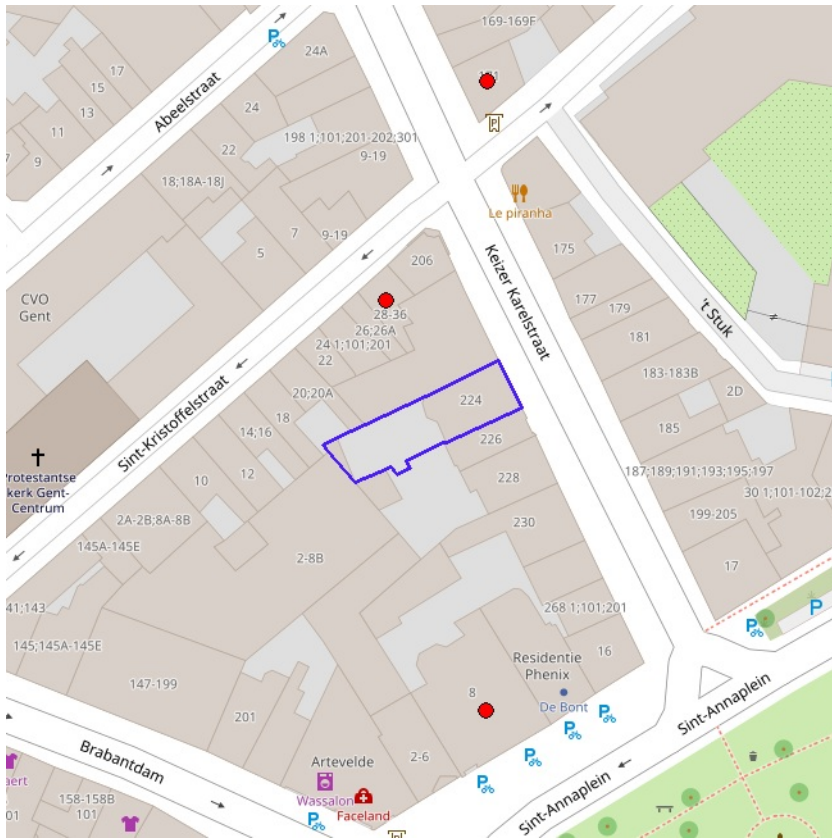 169-169F
171
24A
17
15
13
11
9
Abeelstraat
24
22
198 1;101;201-202;301
9-19
18;18A-18J
P
Le piranha
5
7
9-19
206
175
Keizer Karelstraat
177
179
't Stuk
CVO
Gent
28-36
26;26A
24 1;101;201
22
181
183-183B
2D
20;20A
224
18
14;16
226
185
Sint-Kristoffelstraat
12
10
228
187;189;191;193;195;197
Protestantse
kerk Gent-
Centrum
30 1;101-102;2
2A-2B;8A-8B
230
199-205
145A-145E
2-8B
17
41;143
268 1;101;201
P
145;145A-145E
16
Residentie
Phenix
147-199
8
De Bont
201
Sint-Annaplein
Brabantdam
2-6
Artevelde
Wassalon
Faceland
158-158B
101
Sint-Annaplein